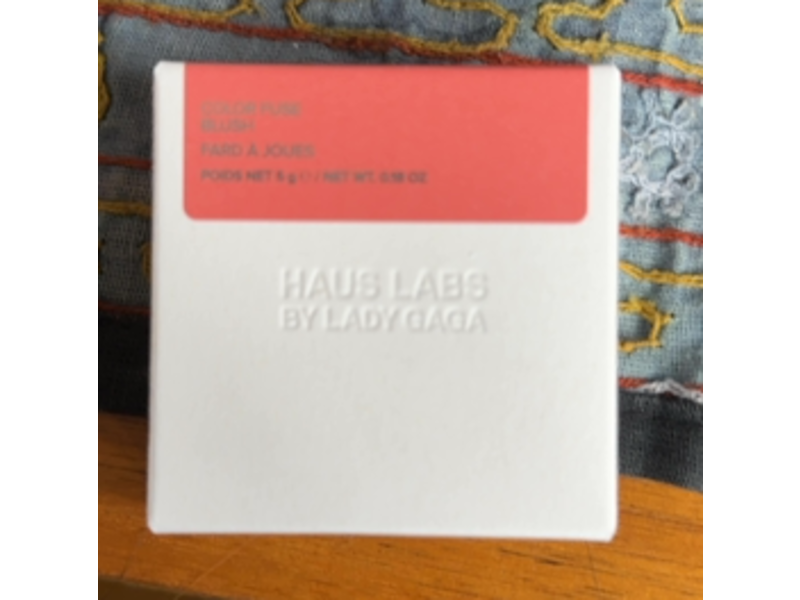 COLOR FUSE
BLUSH
FARD À JOUES
POIDS NET 5 g e / NET WT. 0.18 OZ.
HAUS LABS
BY LADY GAGA